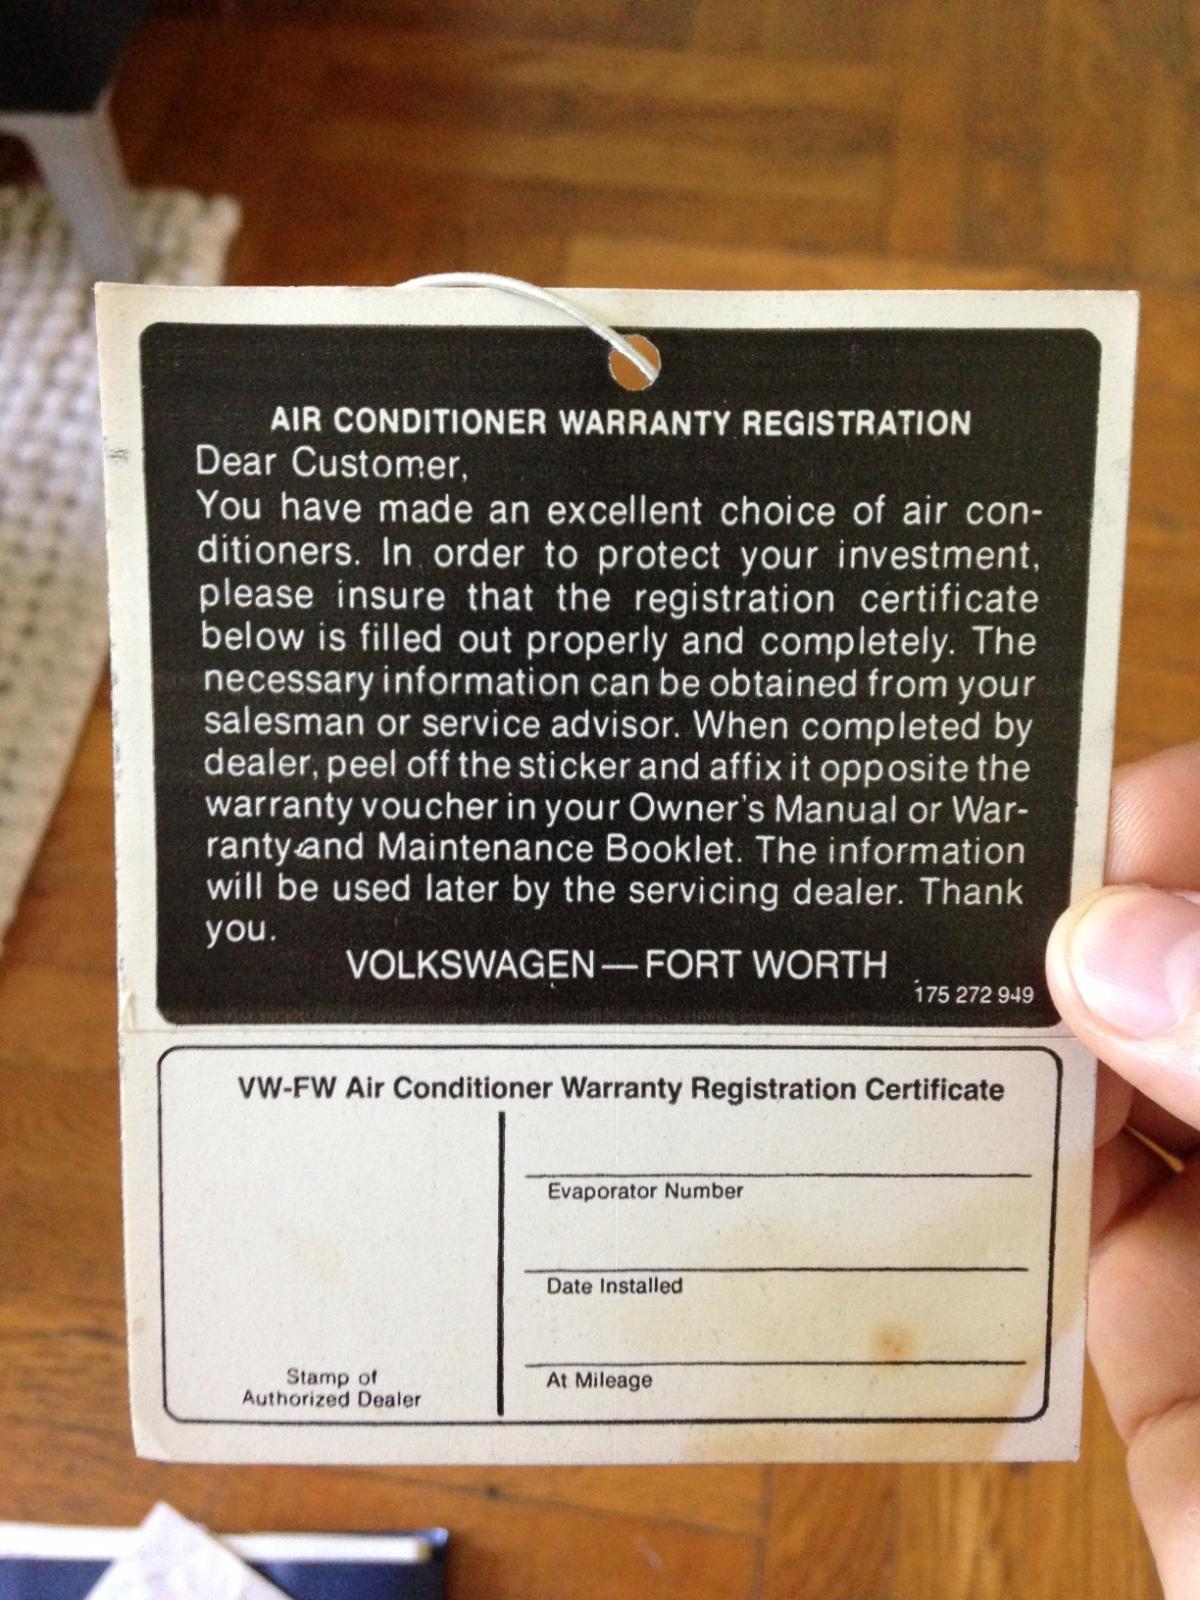 AIR CONDITIONER WARRANTY REGISTRATION
Dear Customer,
You have made an excellent choice of air con-
ditioners. In order to protect your investment,
please insure that the registration certificate
below is filled out properly and completely. The
necessary information can be obtained from your
salesman or service advisor. When completed by
dealer, peel off the sticker and affix it opposite the
warranty voucher in your Owner's Manual or War-
ranty and Maintenance Booklet. The information
will be used later by the servicing dealer. Thank
you.
VOLKSWAGEN — FORT WORTH
175 272 949
VW-FW Air Conditioner Warranty Registration Certificate
Evaporator Number
Date Installed
At Mileage
Stamp of
Authorized Dealer